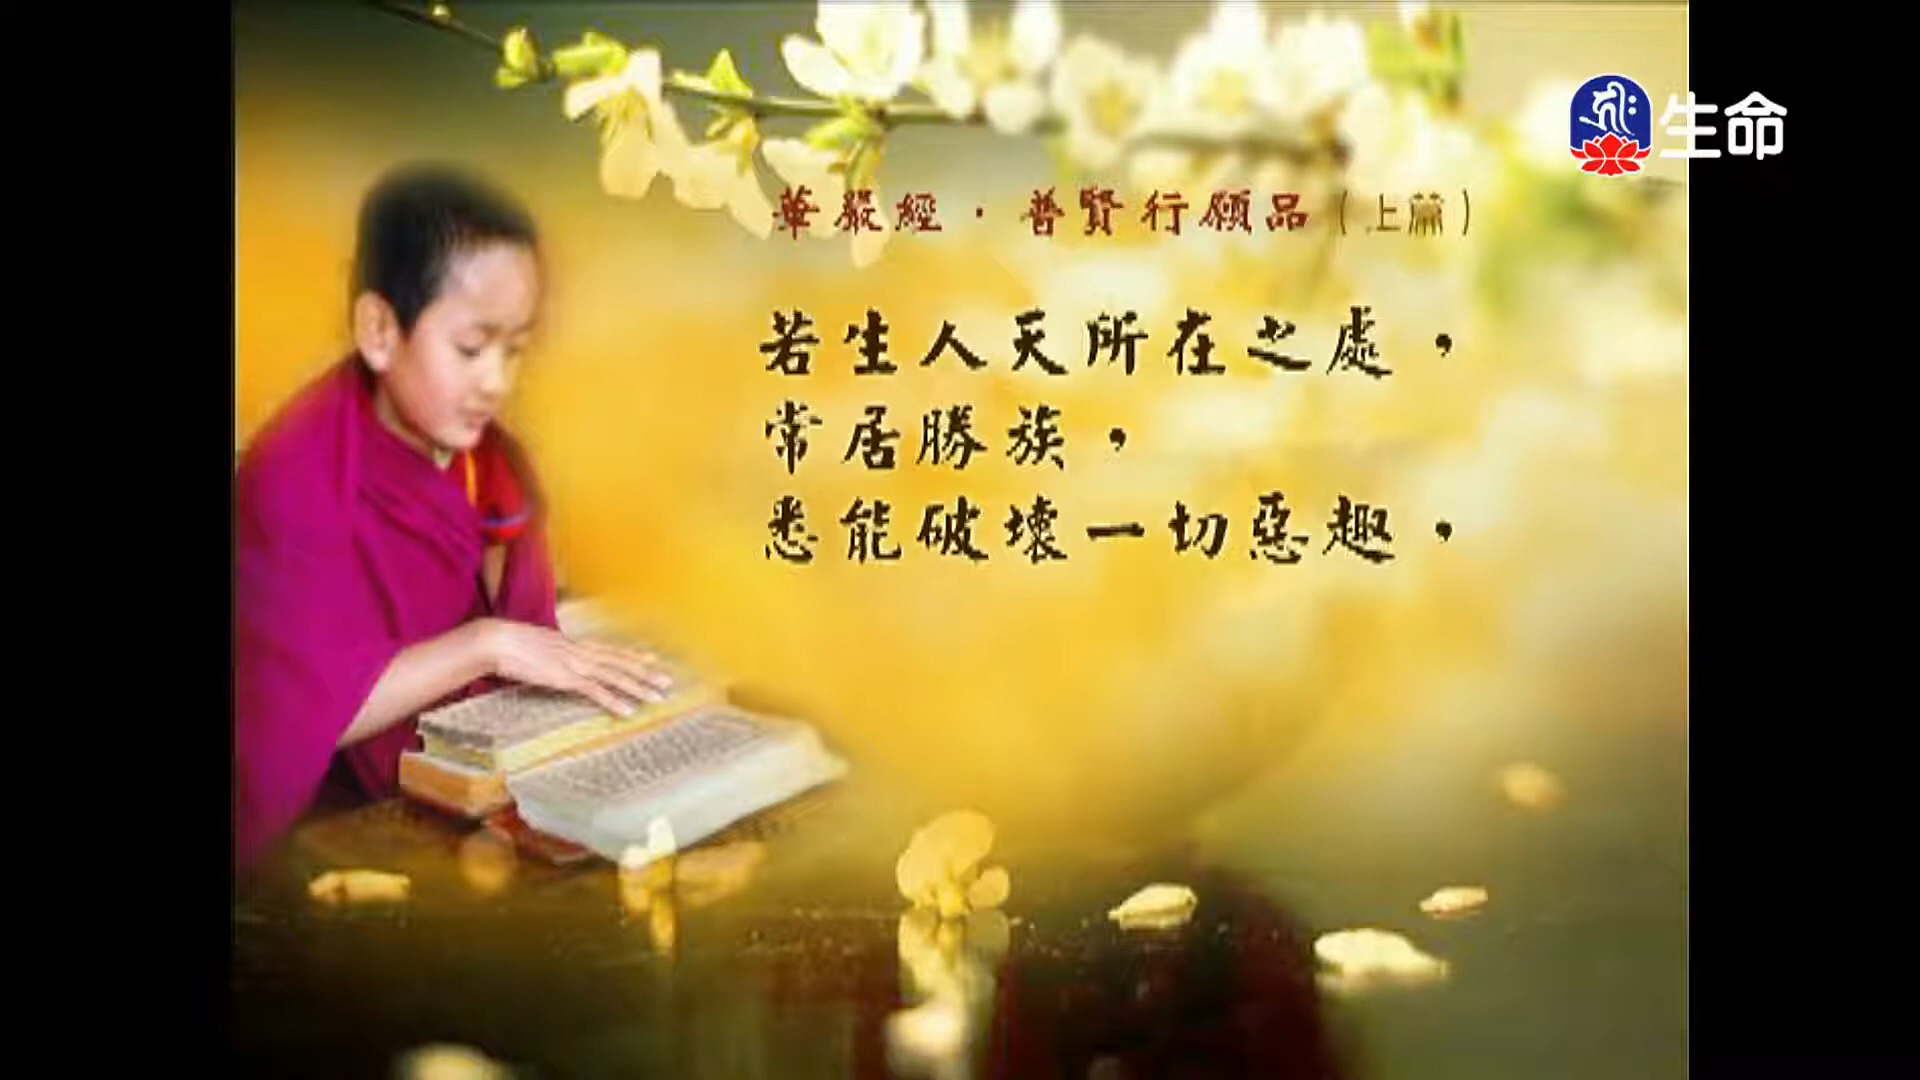 生命
華嚴經·普賢行願品(上篇)
若生人天所在之處，
常居勝族，
悉能破壞一切惡趣，